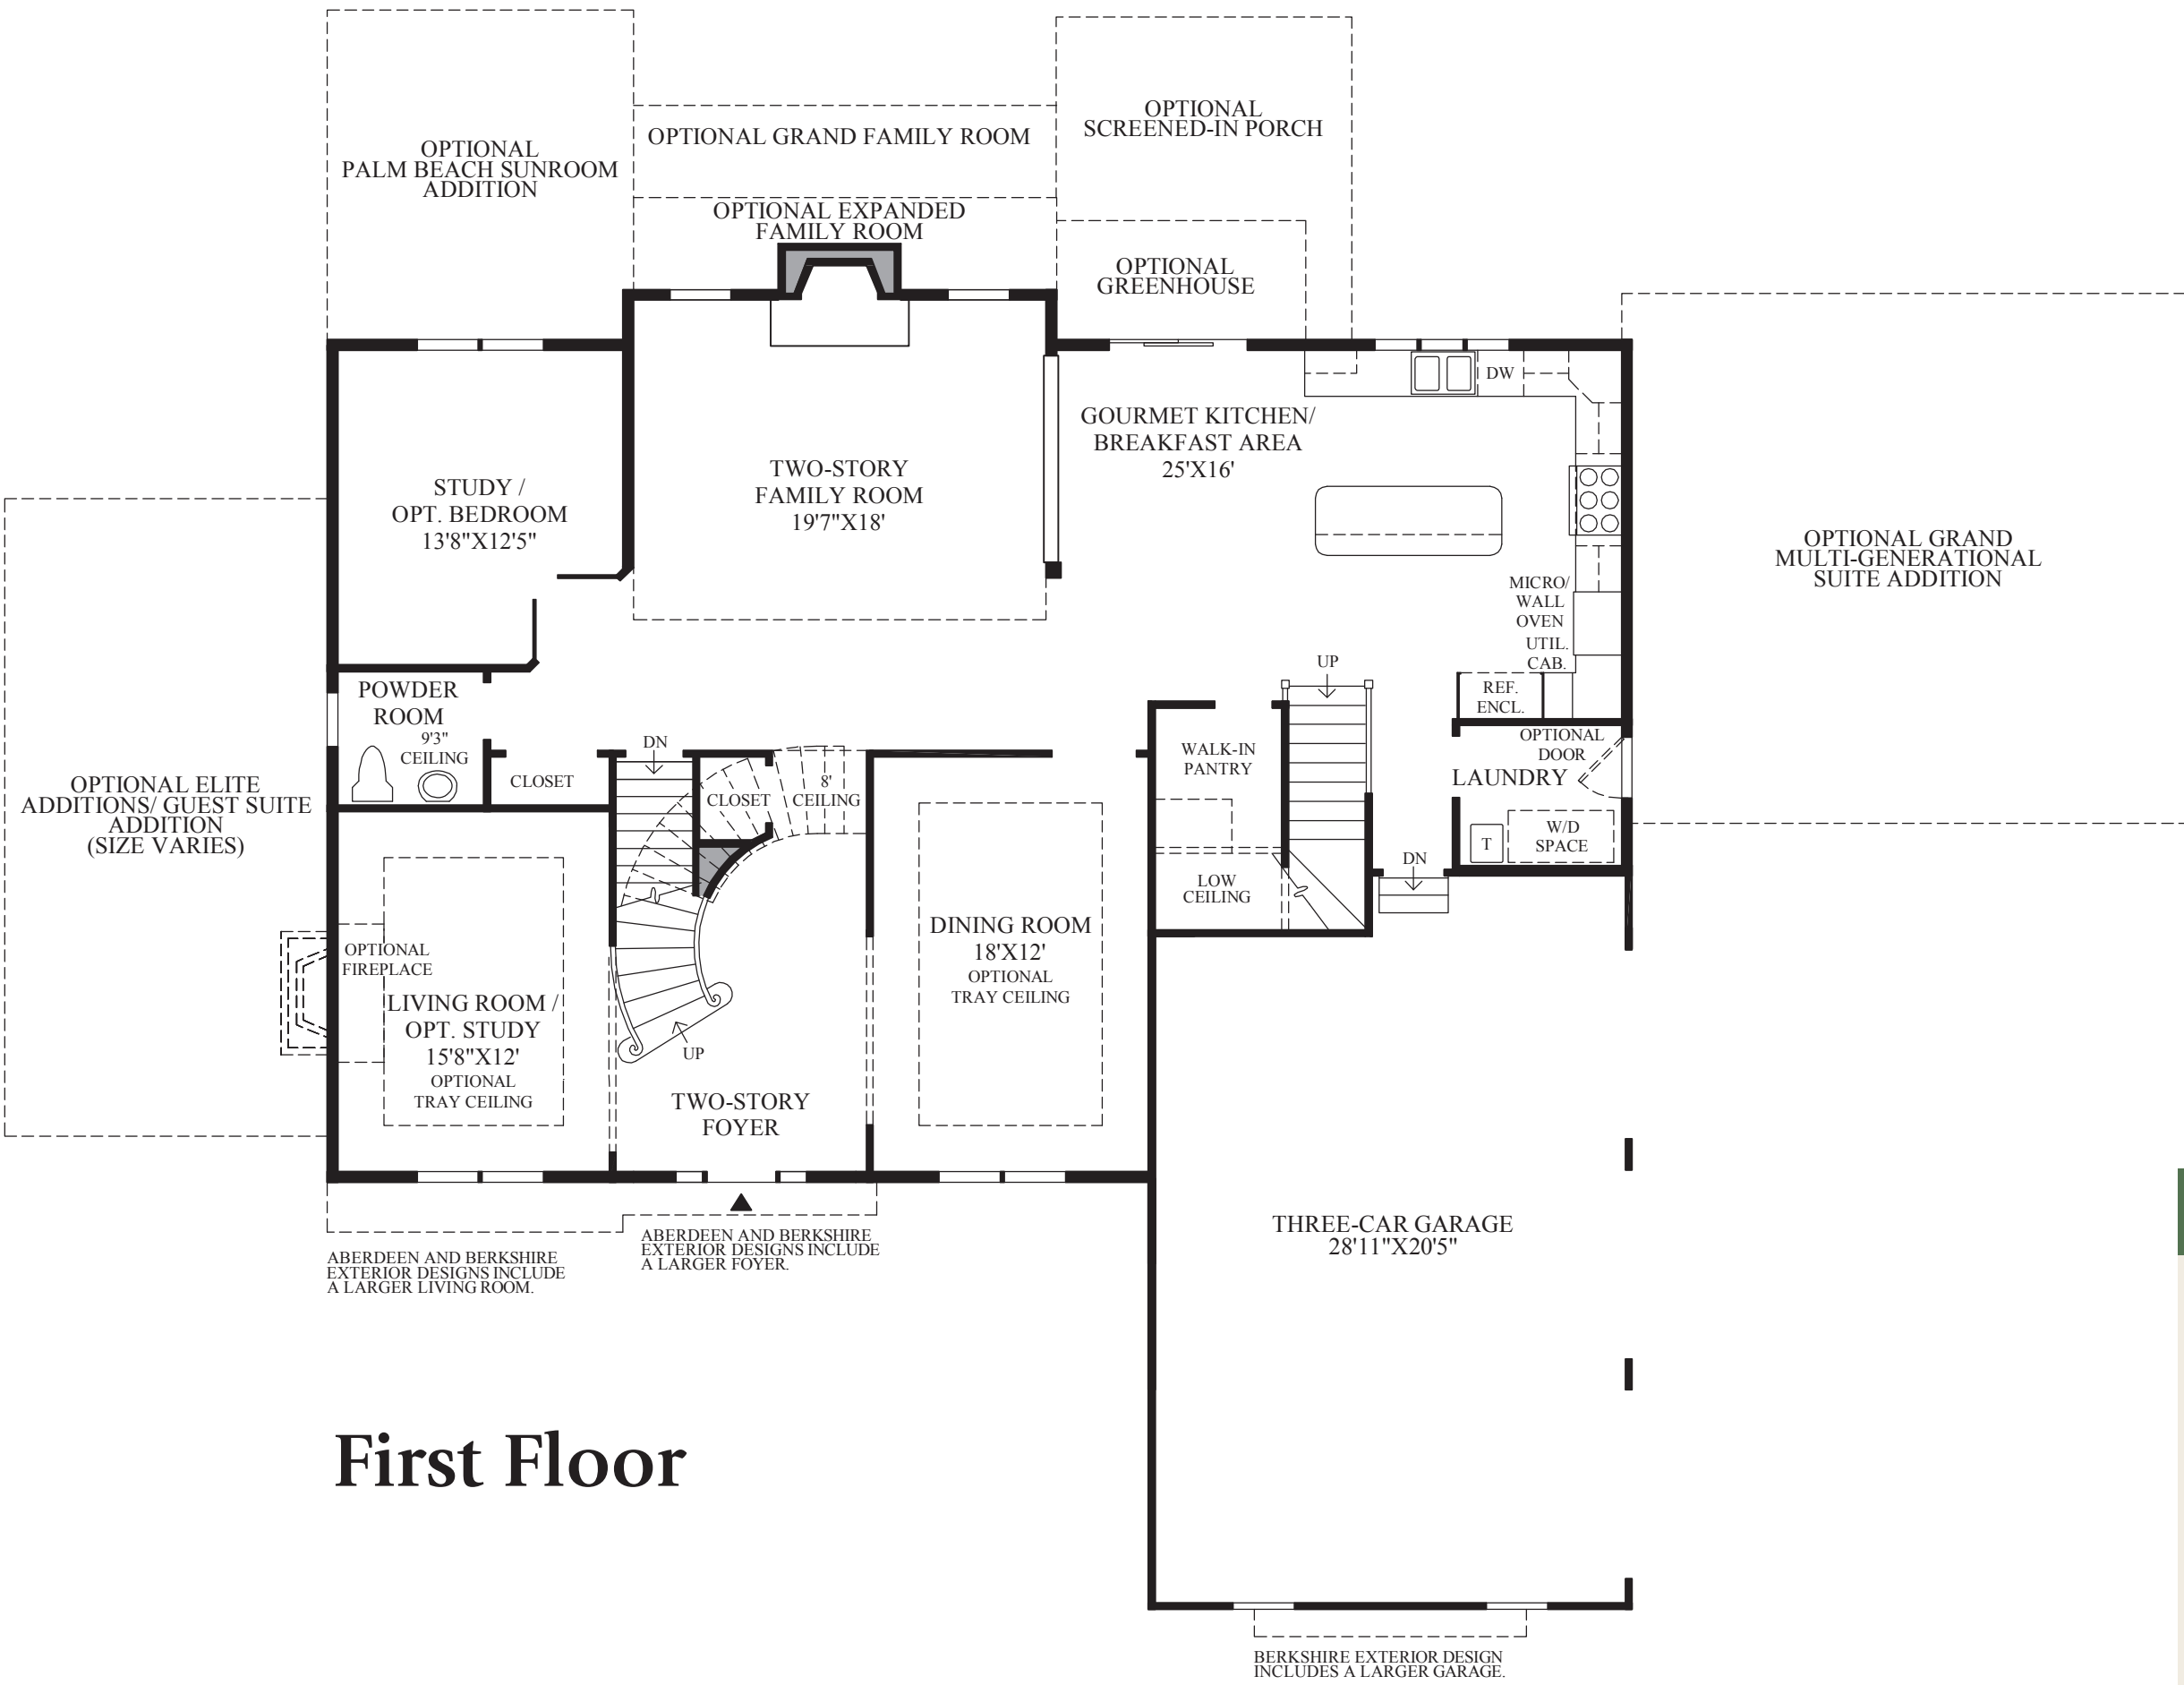 OPTIONAL
PALM BEACH SUNROOM
ADDITION
OPTIONAL GRAND FAMILY ROOM
OPTIONAL EXPANDED
FAMILY ROOM
OPTIONAL
SCREENED-IN PORCH
OPTIONAL
GREENHOUSE
STUDY /
OPT. BEDROOM
13'8"X12'5"
TWO-STORY
FAMILY ROOM
19'7"X18'
GOURMET KITCHEN/
BREAKFAST AREA
25'X16'
DW
MICRO/
WALL
OVEN
UTIL.
CAB.
REF.
ENCL.
OPTIONAL GRAND
MULTI-GENERATIONAL
SUITE ADDITION
OPTIONAL ELITE
ADDITIONS/ GUEST SUITE
ADDITION
(SIZE VARIES)
POWDER
ROOM
9'3"
CEILING
CLOSET
DN
CLOSET
8'
CEILING
WALK-IN
PANTRY
LOW
CEILING
UP
OPTIONAL
DOOR
LAUNDRY
W/D
SPACE
T
DN
OPTIONAL
FIREPLACE
LIVING ROOM /
OPT. STUDY
15'8"X12'
OPTIONAL
TRAY CEILING
UP
TWO-STORY
FOYER
DINING ROOM
18'X12'
OPTIONAL
TRAY CEILING
THREE-CAR GARAGE
28'11"X20'5"
ABERDEEN AND BERKSHIRE
EXTERIOR DESIGNS INCLUDE
A LARGER LIVING ROOM.
ABERDEEN AND BERKSHIRE
EXTERIOR DESIGNS INCLUDE
A LARGER FOYER.
First Floor
BERKSHIRE EXTERIOR DESIGN
INCLUDES A LARGER GARAGE.